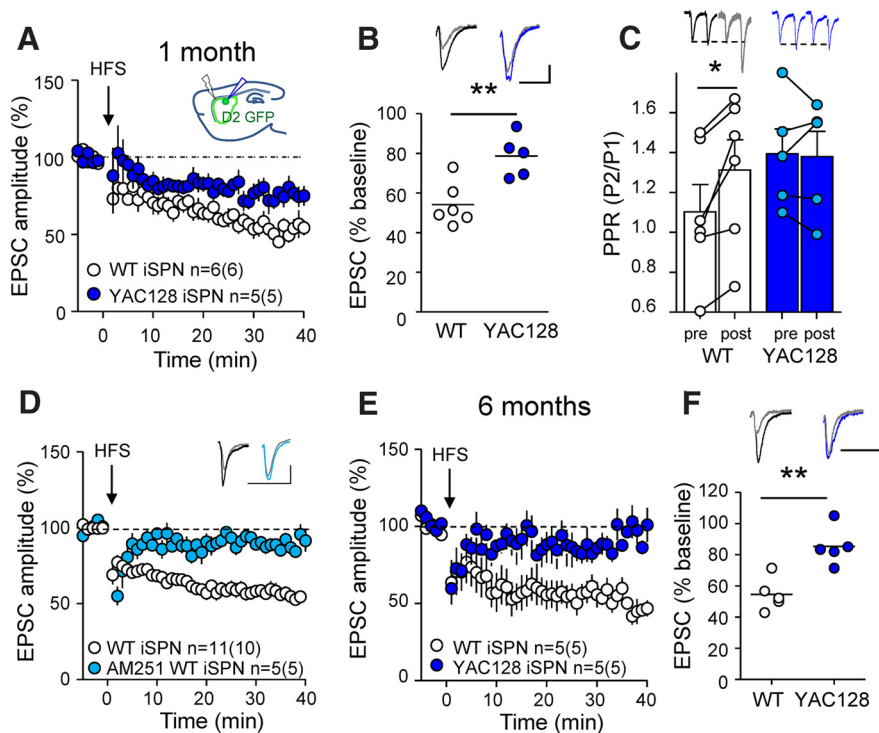 A
1 month
HFS
D2 GFP
EPSC amplitude (%)
150
100
50
0
WT iSPN n=6(6)
YAC128 iSPN n=5(5)
0 10 20 30 40
Time (min)
B
**
EPSC (% baseline)
100
80
60
40
20
0
WT YAC128
C
*
PPR (P2/P1)
1.6
1.4
1.2
1.0
0.8
0.6
pre post pre post
WT YAC128
D
HFS
EPSC amplitude (%)
150
100
50
0
WT iSPN n=11(10)
AM251 WT iSPN n=5(5)
0 10 20 30 40
Time (min)
E
6 months
HFS
EPSC amplitude (%)
150
100
50
0
WT iSPN n=5(5)
YAC128 iSPN n=5(5)
0 10 20 30 40
Time (min)
F
**
EPSC (% baseline)
120
100
80
60
40
20
0
WT YAC128